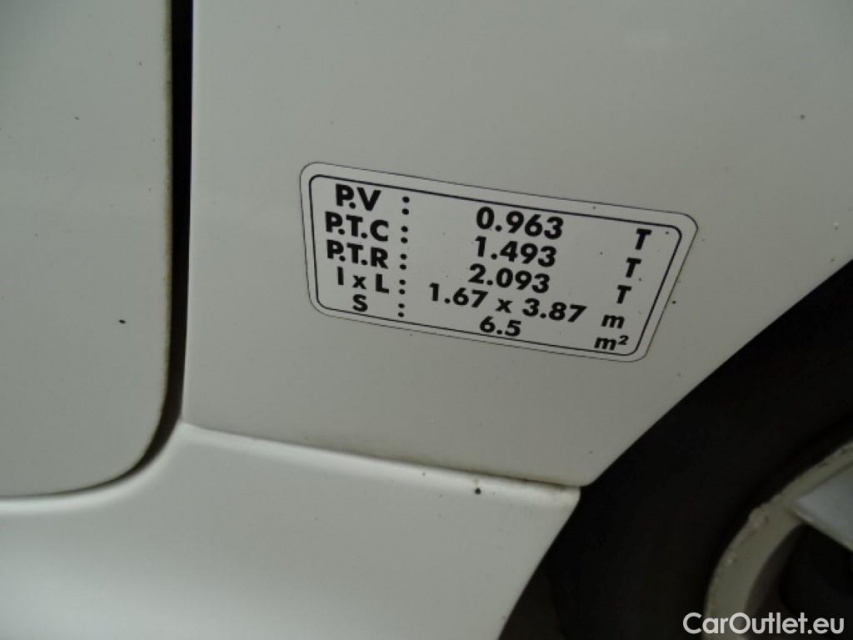 P.V : 0.963 T
P.T.C : 1.493 T
P.T.R : 2.093 T
l x L : 1.67 x 3.87 m
S : 6.5 m²
CarOutlet.eu